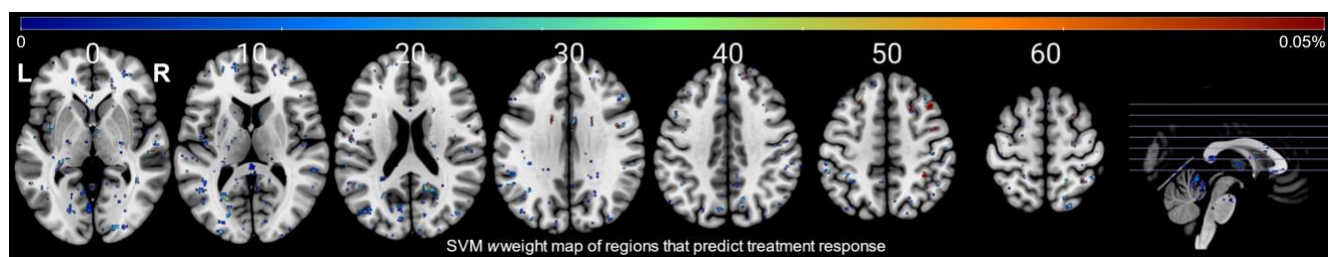 0 0.05%
0 10 20 30 40 50 60
L R
SVM wweight map of regions that predict treatment response